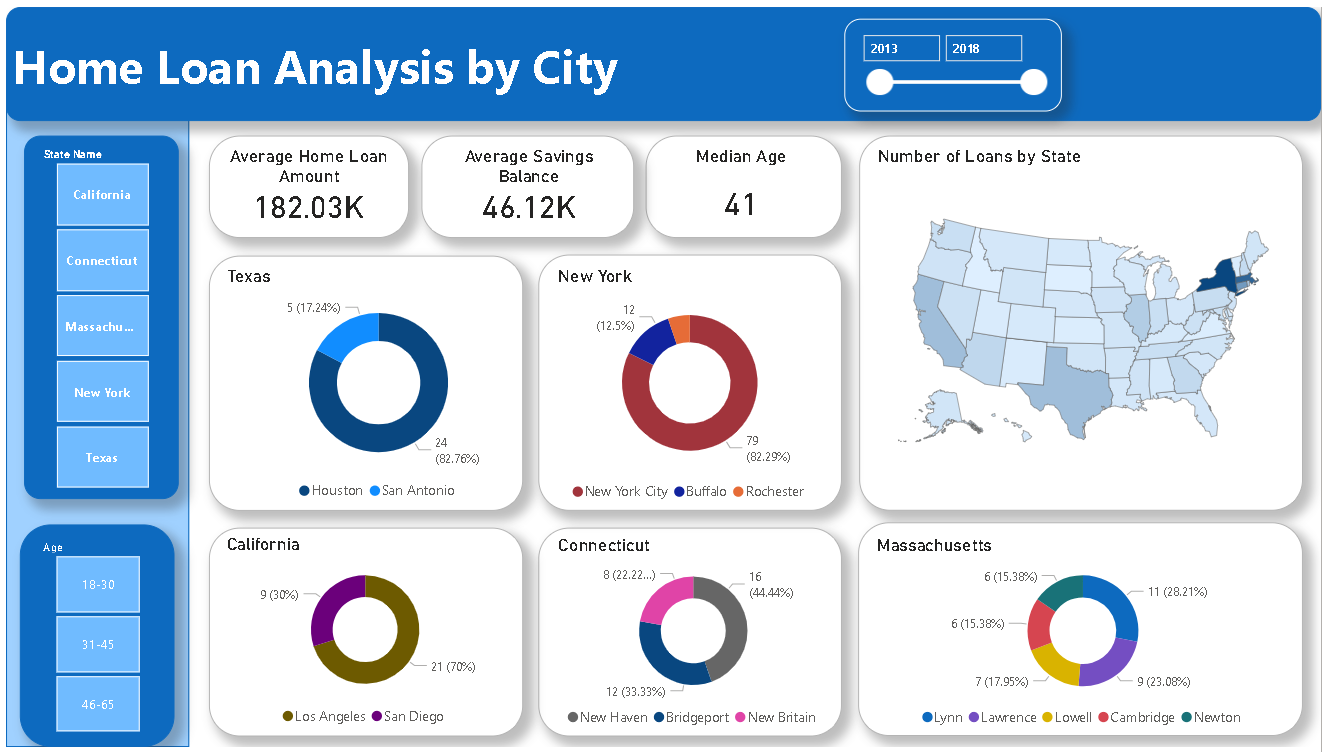 Home Loan Analysis by City
2013
2018
State Name
California
Connecticut
Massachu...
New York
Texas
Age
18-30
31-45
46-65
Average Home Loan
Amount
182.03K
Average Savings
Balance
46.12K
Median Age
41
Number of Loans by State
Texas
5 (17.24%)
24
(82.76%)
Houston San Antonio
New York
12
(12.5%)
79
(82.29%)
New York City Buffalo Rochester
California
9 (30%)
21 (70%)
Los Angeles San Diego
Connecticut
8 (22.22...)
16
(44.44%)
12 (33.33%)
New Haven Bridgeport New Britain
Massachusetts
6 (15.38%)
11 (28.21%)
6 (15.38%)
7 (17.95%)
9 (23.08%)
Lynn Lawrence Lowell Cambridge Newton